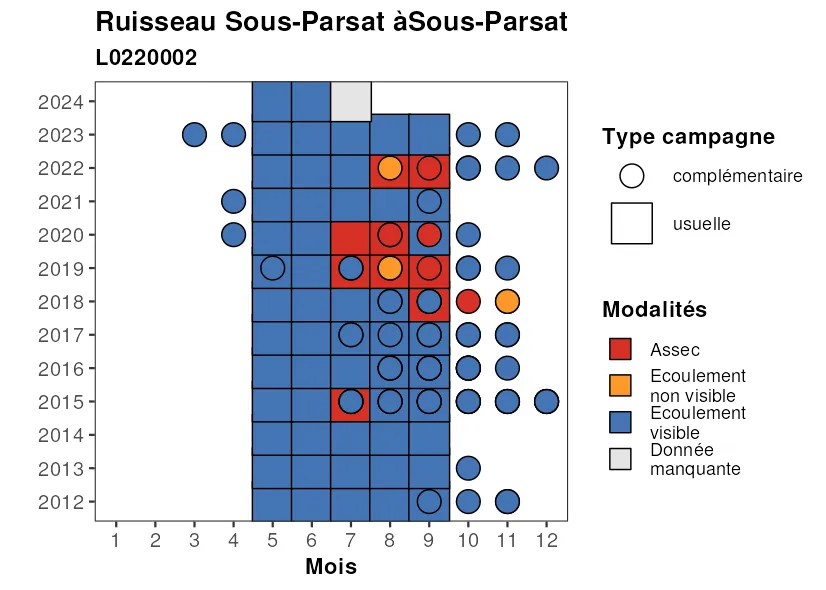 Ruisseau Sous-Parsat àSous-Parsat
L0220002
2024
2023
2022
2021
2020
2019
2018
2017
2016
2015
2014
2013
2012
1 2 3 4 5 6 7 8 9 10 11 12
Mois
Type campagne
complémentaire
usuelle
Modalités
Assec
Ecoulement
non visible
Ecoulement
visible
Donnée
manquante